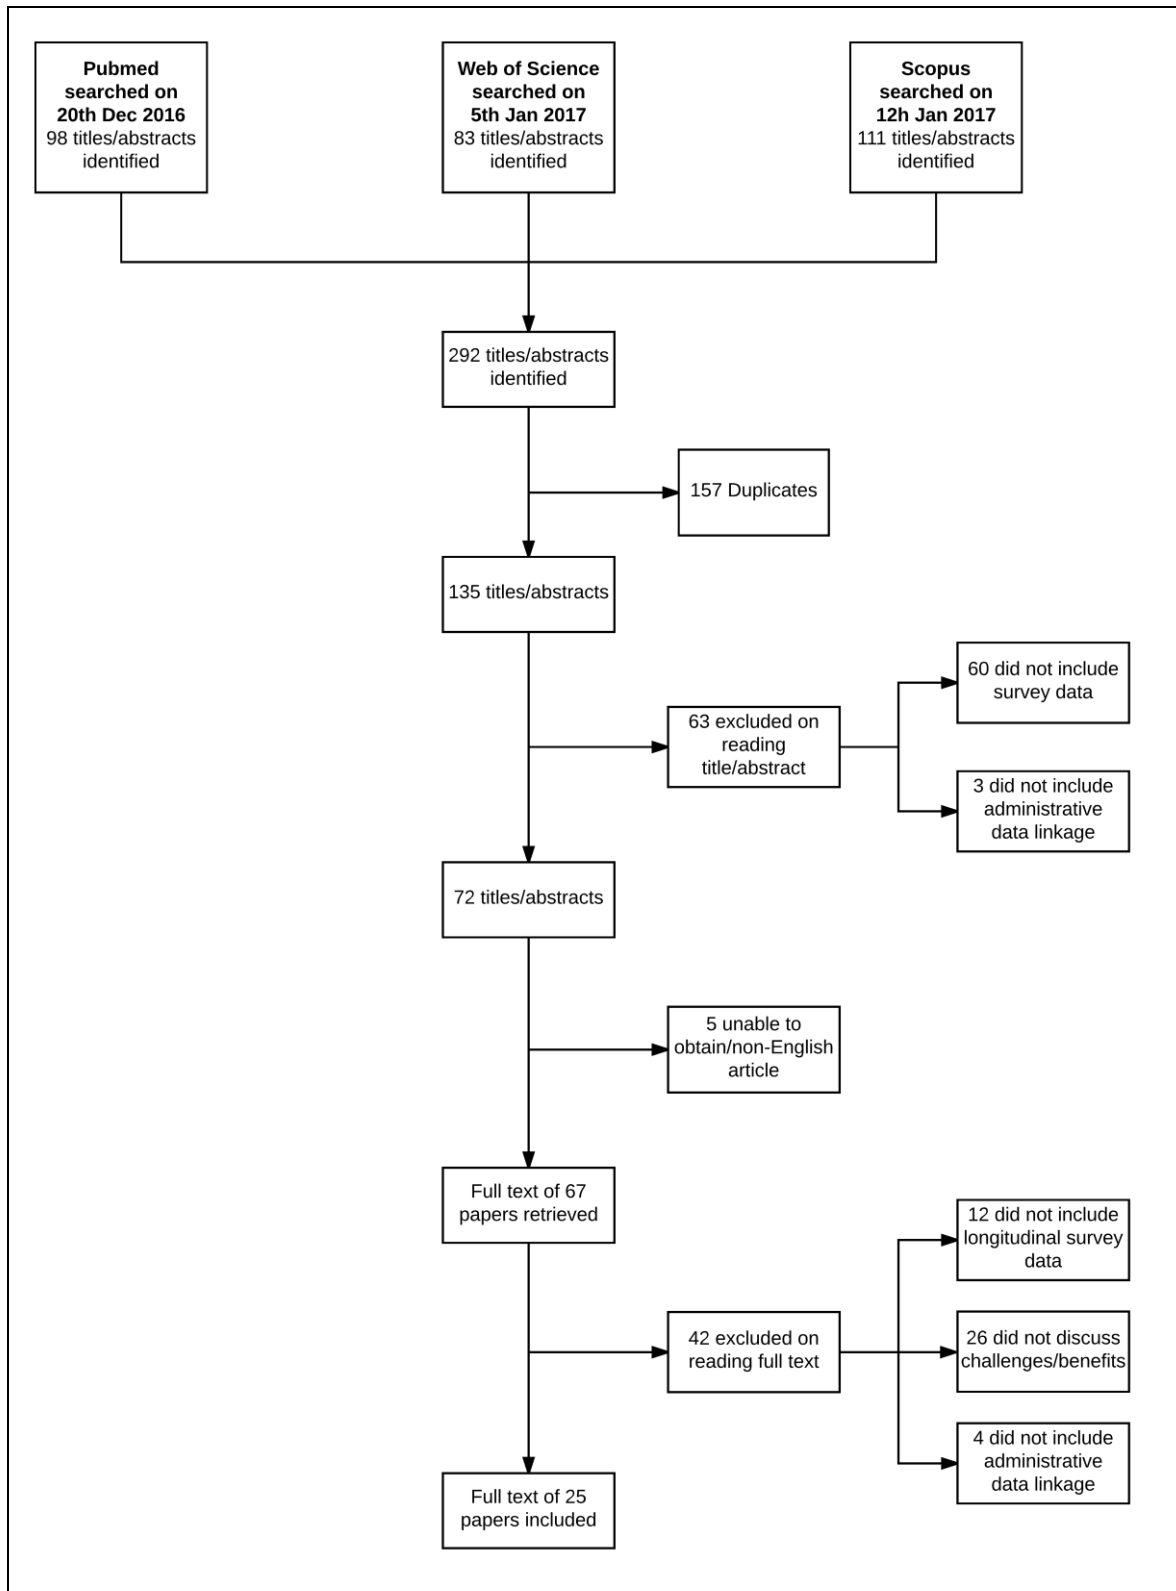 Pubmed
searched on
20th Dec 2016
98 titles/abstracts
identified
Web of Science
searched on
5th Jan 2017
83 titles/abstracts
identified
Scopus
searched on
12h Jan 2017
111 titles/abstracts
identified
292 titles/abstracts
identified
157 Duplicates
135 titles/abstracts
63 excluded on
reading
title/abstract
60 did not include
survey data
3 did not include
administrative
data linkage
72 titles/abstracts
5 unable to
obtain/non-English
article
Full text of 67
papers retrieved
42 excluded on
reading full text
12 did not include
longitudinal survey
data
26 did not discuss
challenges/benefits
4 did not include
administrative
data linkage
Full text of 25
papers included